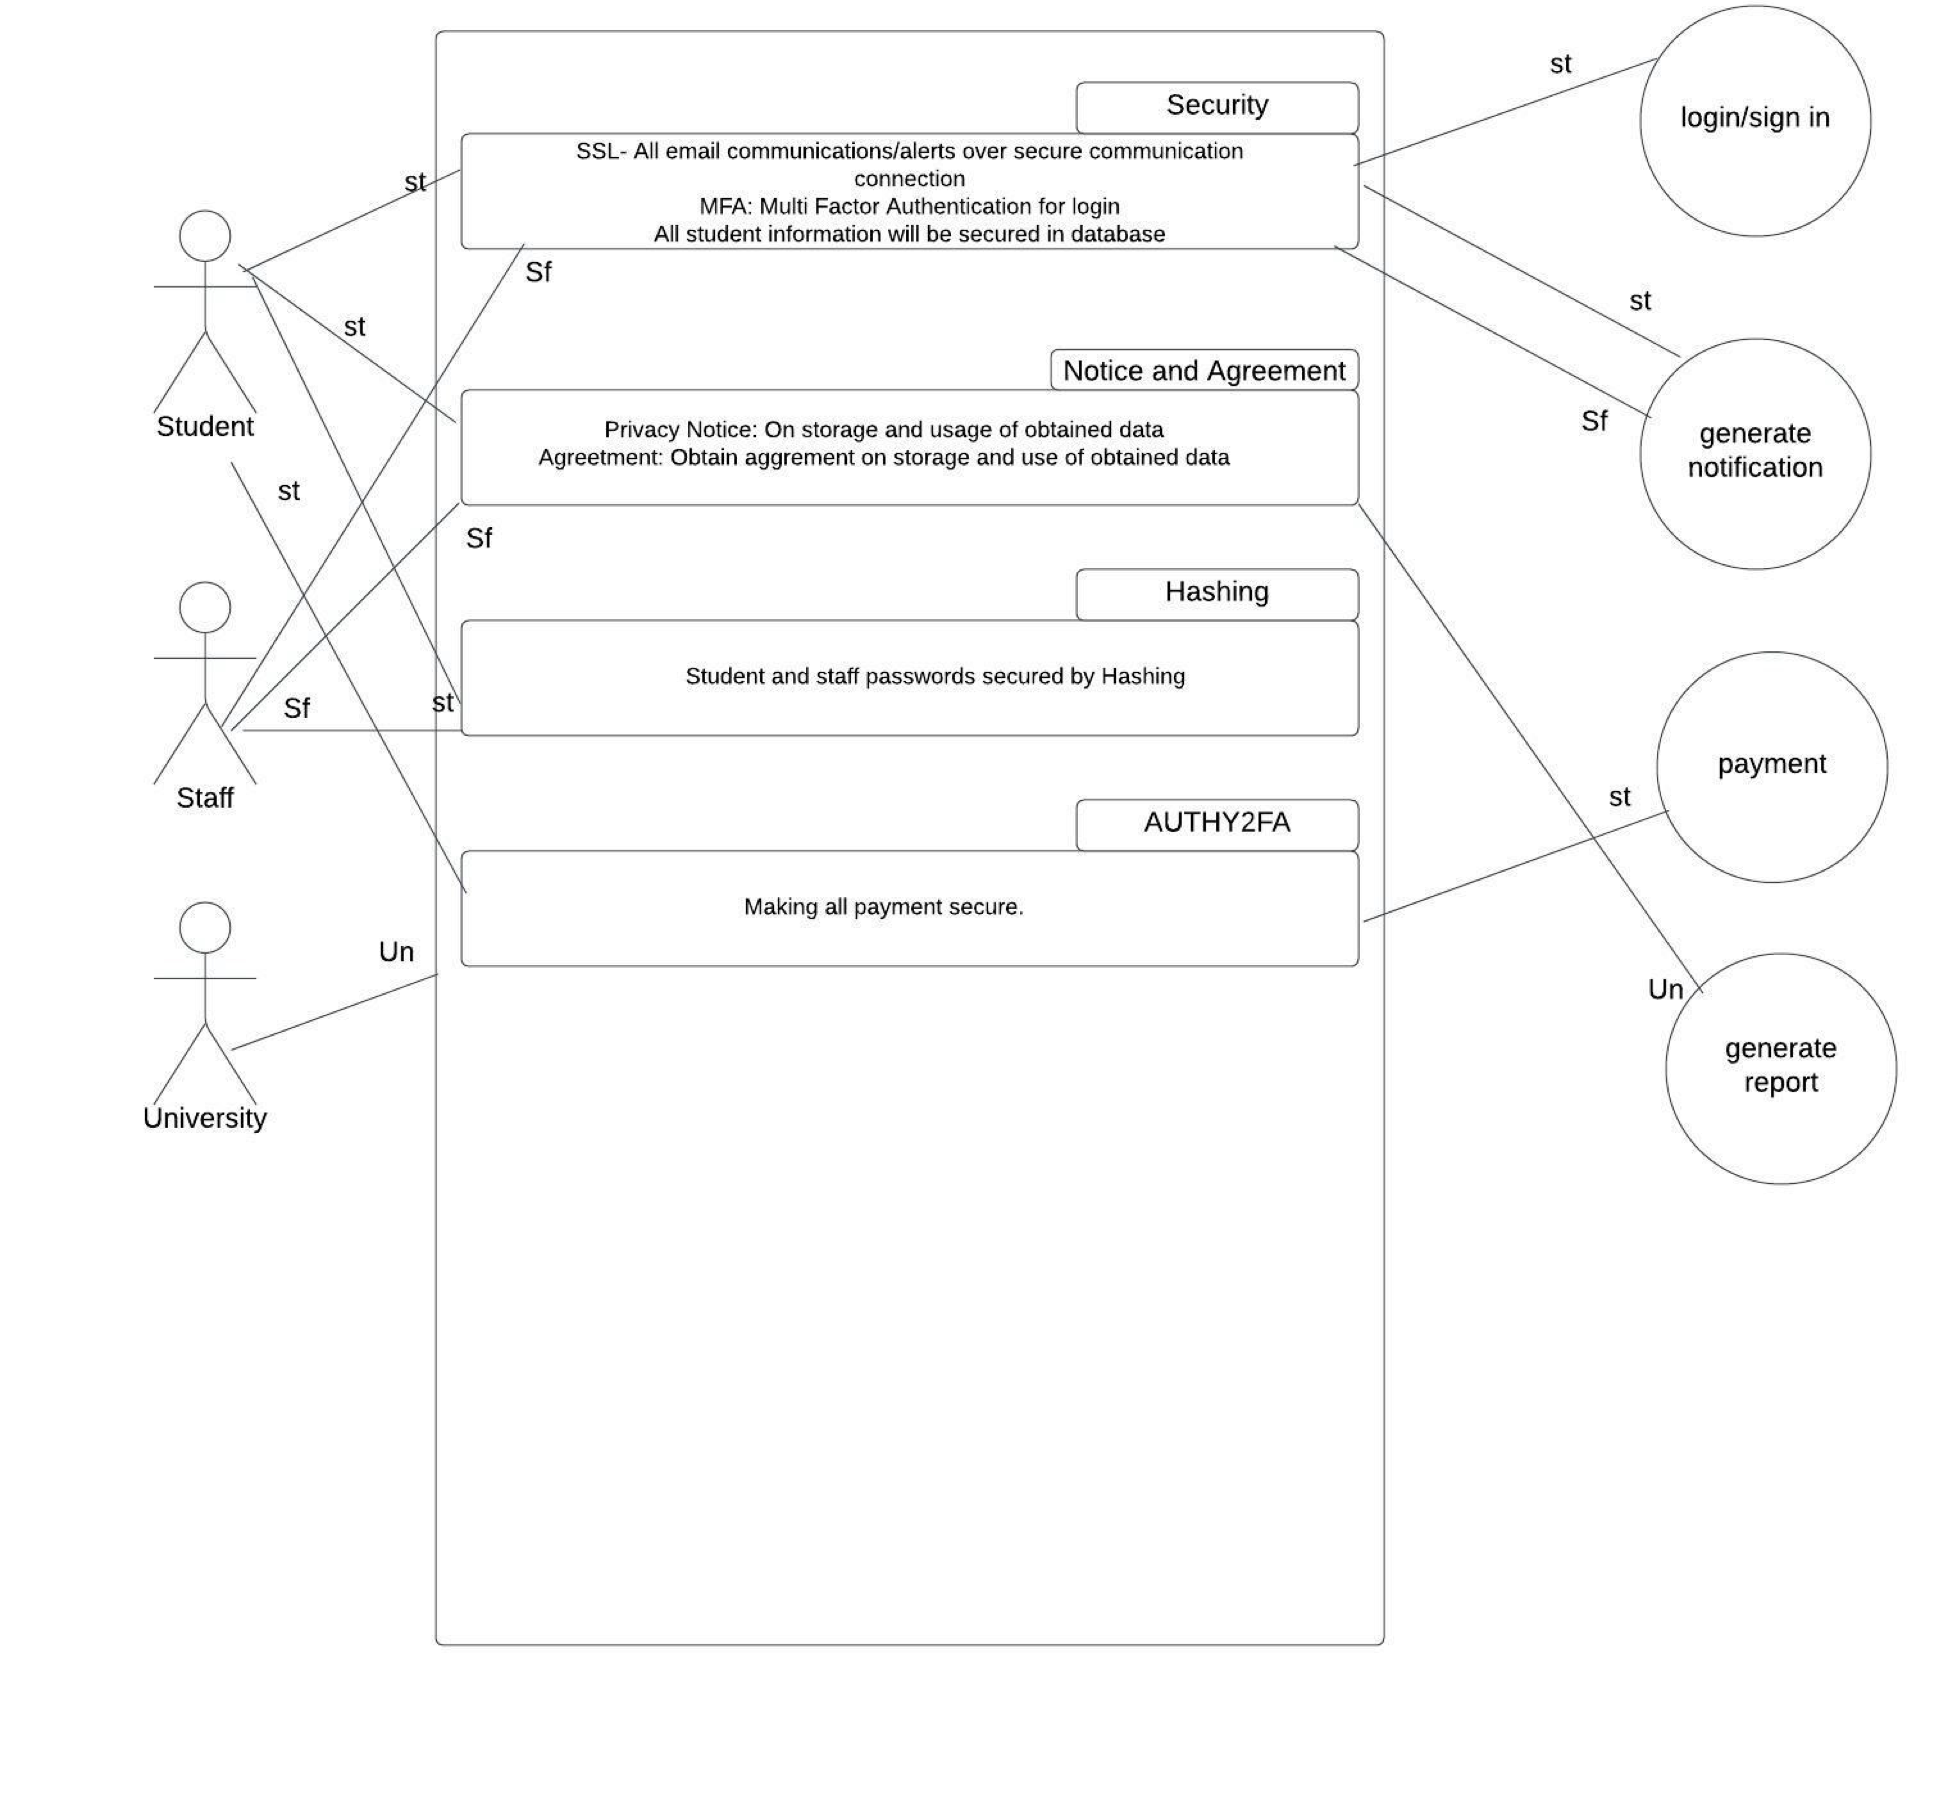 st
login/sign in
Security
SSL- All email communications/alerts over secure communication
connection
MFA: Multi Factor Authentication for login
All student information will be secured in database
st
Sf
st
st
Notice and Agreement
Privacy Notice: On storage and usage of obtained data
Agreetment: Obtain aggrement on storage and use of obtained data
Sf
generate
notification
Student
st
Sf
Hashing
Student and staff passwords secured by Hashing
Sf
st
Staff
st
payment
AUTHY2FA
Making all payment secure.
Un
Un
generate
report
University